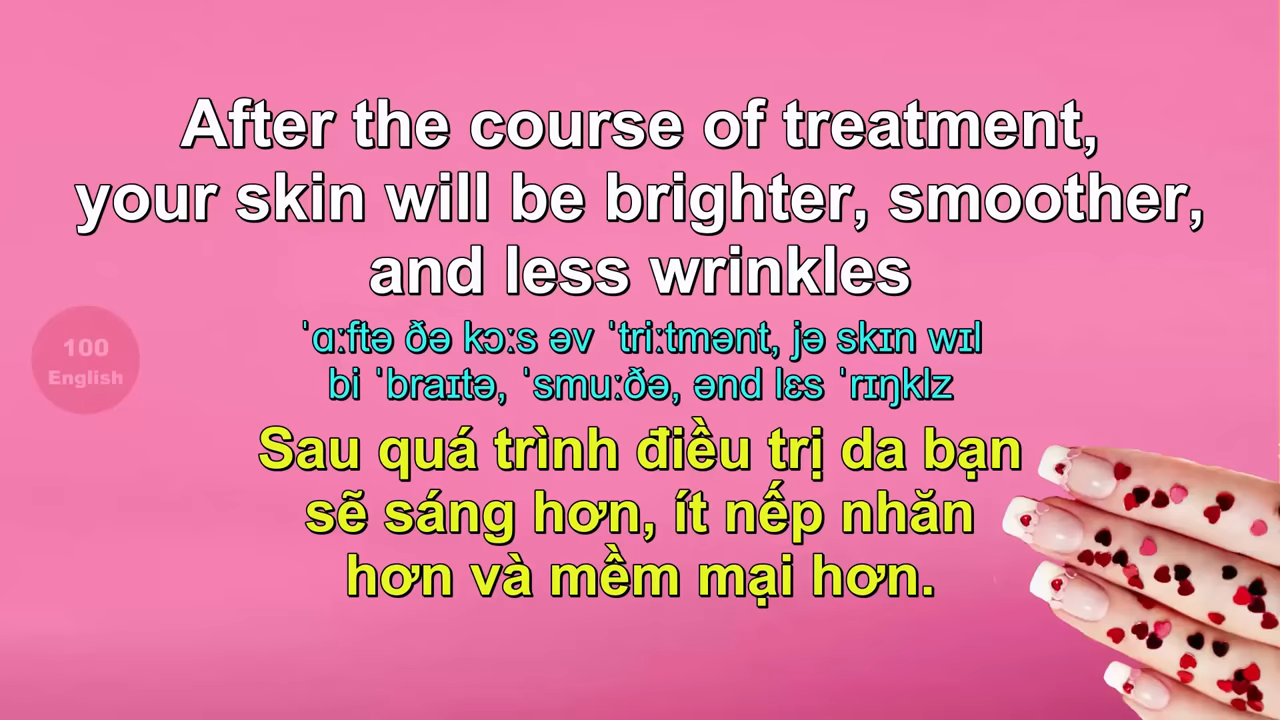 After the course of treatment,
your skin will be brighter, smoother,
and less wrinkles
ˈɑːftə ðə kɔːs əv ˈtriːtmənt, jə skɪn wɪl
bi ˈbraɪtə, ˈsmuːðə, ənd lɛs ˈrɪŋklz
Sau quá trình điều trị da bạn
sẽ sáng hơn, ít nếp nhăn
hơn và mềm mại hơn.
100
English